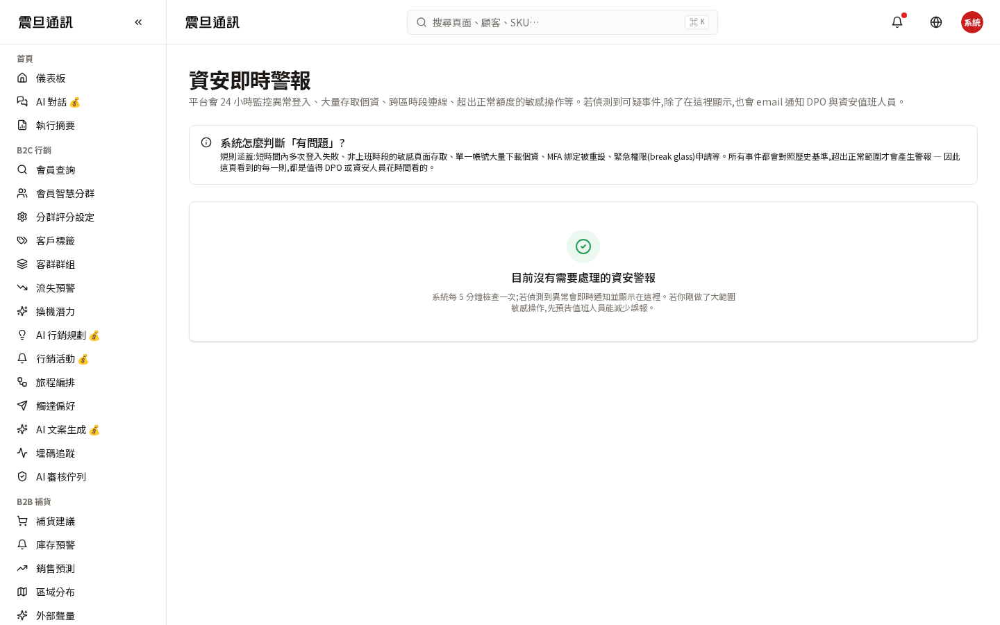 震旦通訊
震旦通訊
搜尋頁面、顧客、SKU…
⌘ K
系統
首頁
儀表板
AI 對話 💰
執行摘要
B2C 行銷
會員查詢
會員智慧分群
分群評分設定
客戶標籤
客群群組
流失預警
換機潛力
AI 行銷規劃 💰
行銷活動 💰
旅程編排
觸達偏好
AI 文案生成 💰
埋碼追蹤
AI 審核佇列
B2B 補貨
補貨建議
庫存預警
銷售預測
區域分布
外部聲量
資安即時警報
平台會 24 小時監控異常登入、大量存取個資、跨區時段連線、超出正常額度的敏感操作等。若偵測到可疑事件,除了在這裡顯示,也會 email 通知 DPO 與資安值班人員。
系統怎麼判斷「有問題」?
規則涵蓋:短時間內多次登入失敗、非上班時段的敏感頁面存取、單一帳號大量下載個資、MFA 綁定被重設、緊急權限(break glass)申請等。所有事件都會對照歷史基準,超出正常範圍才會產生警報 — 因此
這頁看到的每一則,都是值得 DPO 或資安人員花時間看的。
目前沒有需要處理的資安警報
系統每 5 分鐘檢查一次;若偵測到異常會即時通知並顯示在這裡。若你剛做了大範圍
敏感操作,先預告值班人員能減少誤報。